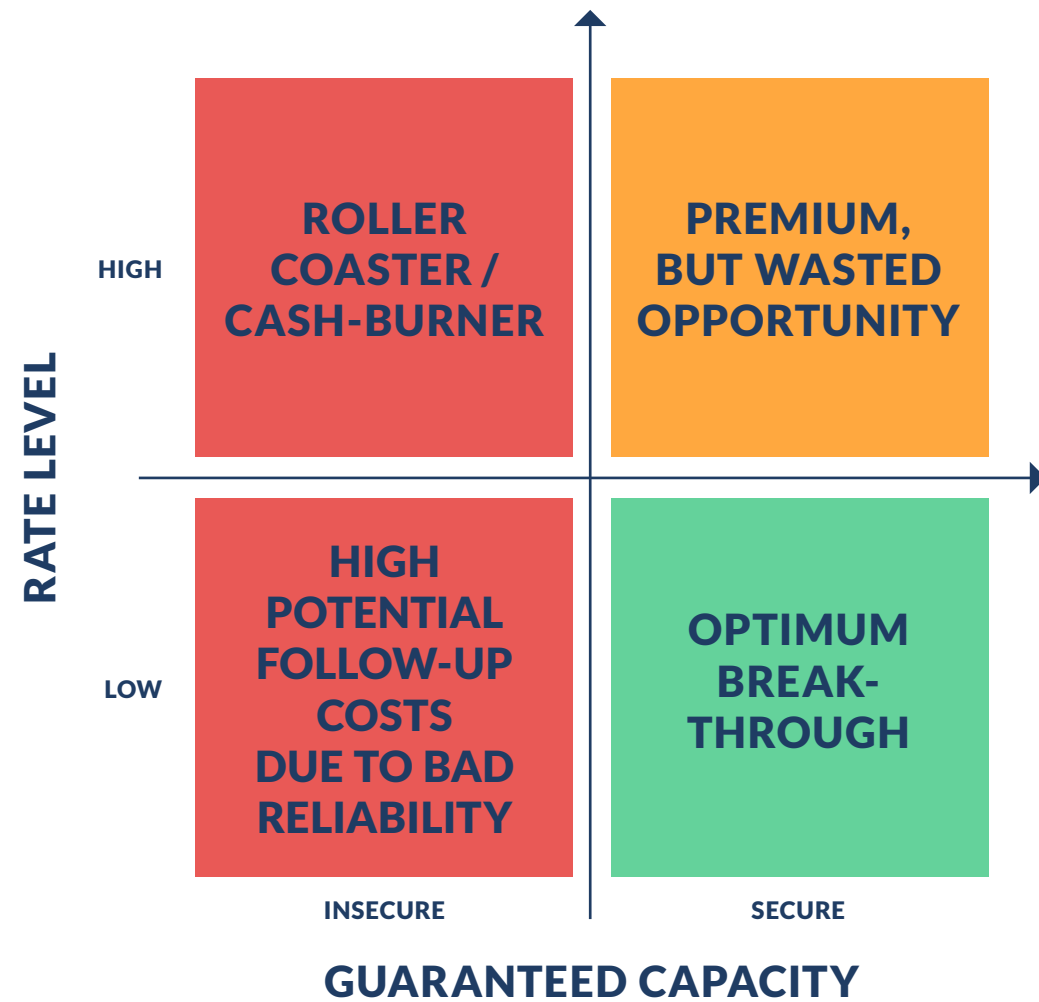 ROLLER
COASTER /
CASH-BURNER
PREMIUM,
BUT WASTED
OPPORTUNITY
HIGH
RATE LEVEL
HIGH
POTENTIAL
FOLLOW-UP
COSTS
DUE TO BAD
RELIABILITY
OPTIMUM
BREAK-
THROUGH
LOW
INSECURE
SECURE
GUARANTEED CAPACITY